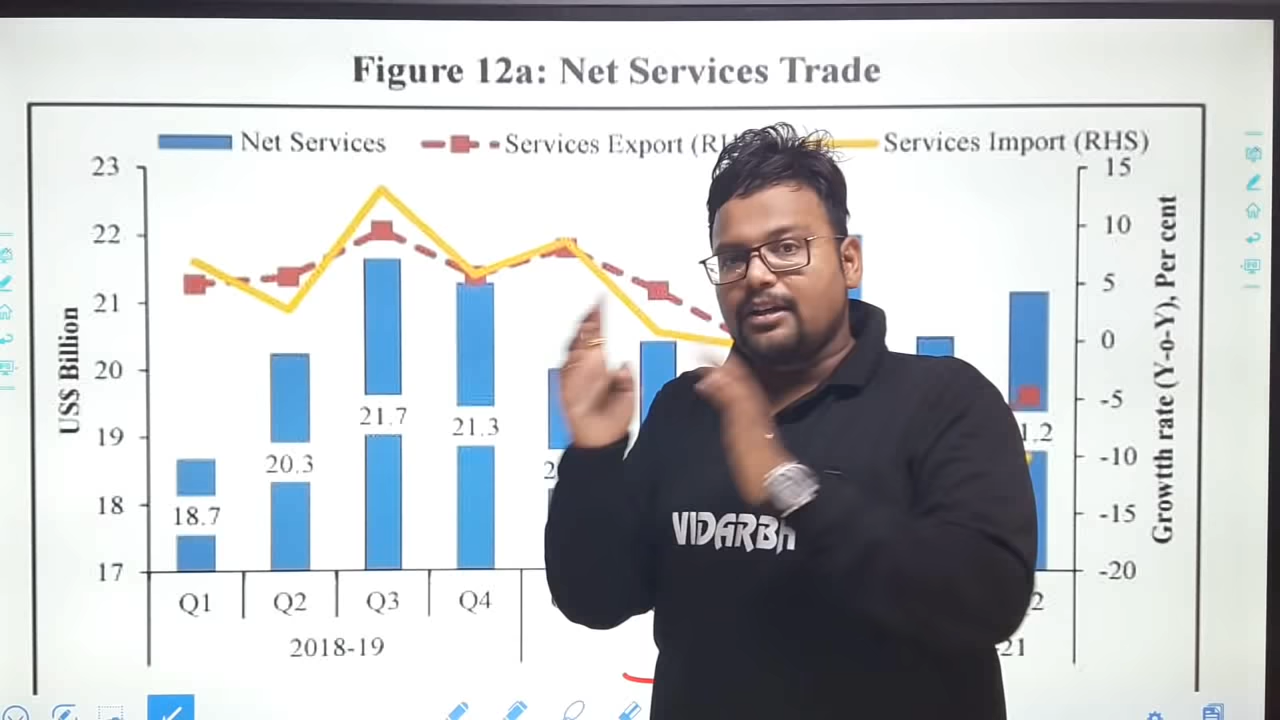 Figure 12a: Net Services Trade
Net Services
Services Export
Services Import (RHS)
23
22
21
20
19
18
17
US$ Billion
15
10
5
0
-5
-10
-15
-20
Growtth rate (Y-o-Y), Per cent
21.7
21.3
20.3
18.7
VIDARBH
Q1 Q2 Q3 Q4
2018-19